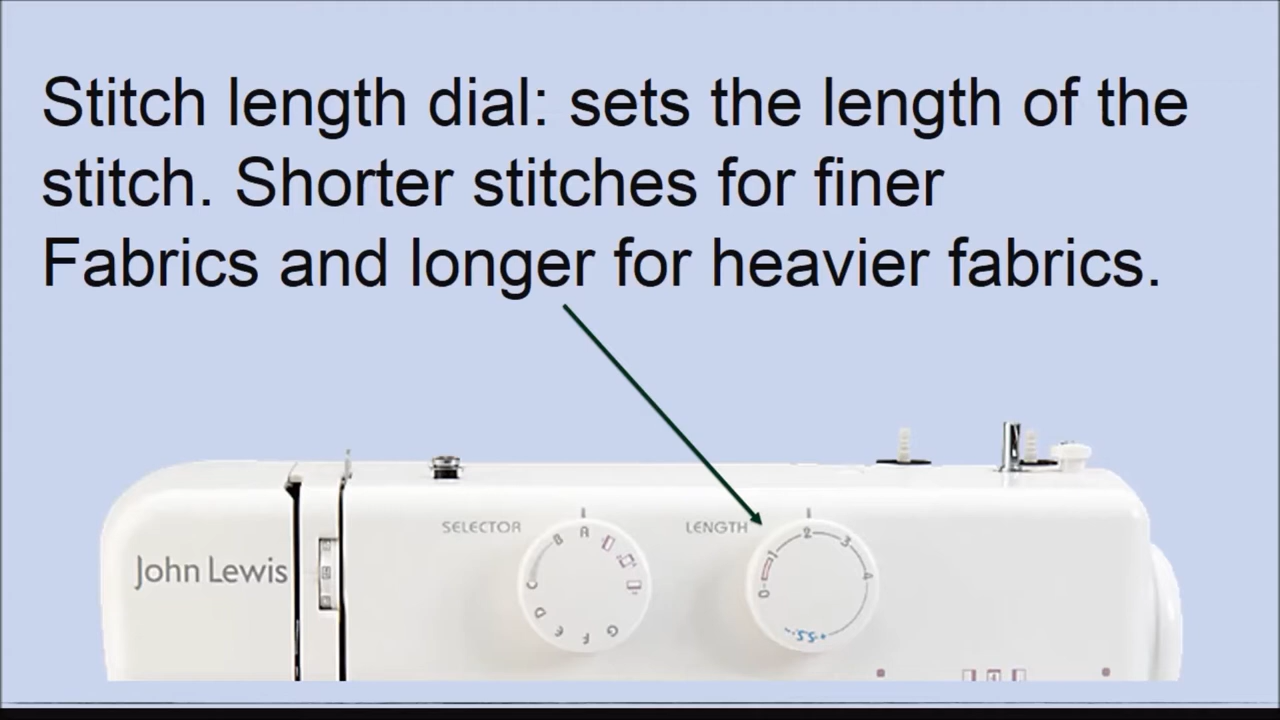 Stitch length dial: sets the length of the
stitch. Shorter stitches for finer
Fabrics and longer for heavier fabrics.
SELECTOR
LENGTH
John Lewis
A
B
C
D
E
F
G
0
1
2
3
4
-S.S.+